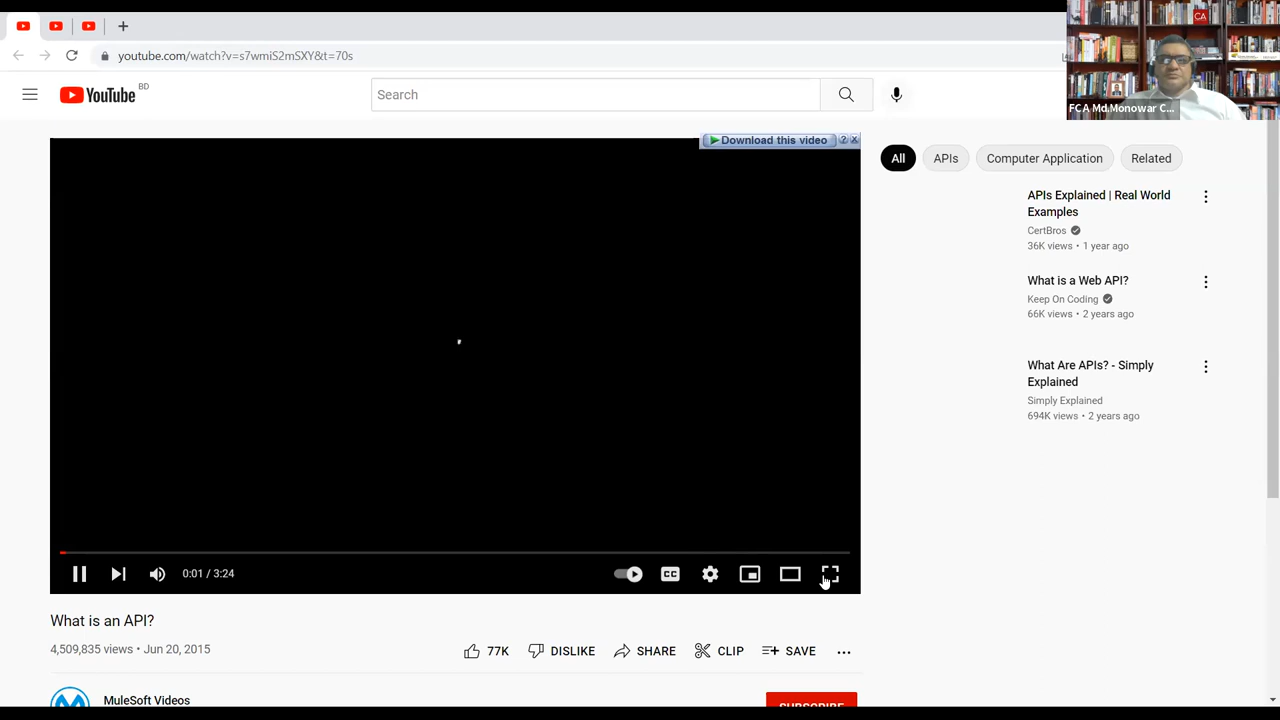 youtube.com/watch?v=s7wmiS2mSXY&t=70s
CA
FCA Md.Monowar C...
YouTube BD
Search
Download this video ? X
All APIs Computer Application Related
APIs Explained | Real World
Examples
CertBros
36K views • 1 year ago
What is a Web API?
Keep On Coding
66K views • 2 years ago
What Are APIs? - Simply
Explained
Simply Explained
694K views • 2 years ago
0:01 / 3:24
CC
What is an API?
4,509,835 views • Jun 20, 2015
77K DISLIKE SHARE CLIP SAVE ...
MuleSoft Videos
SUBSCRIBE